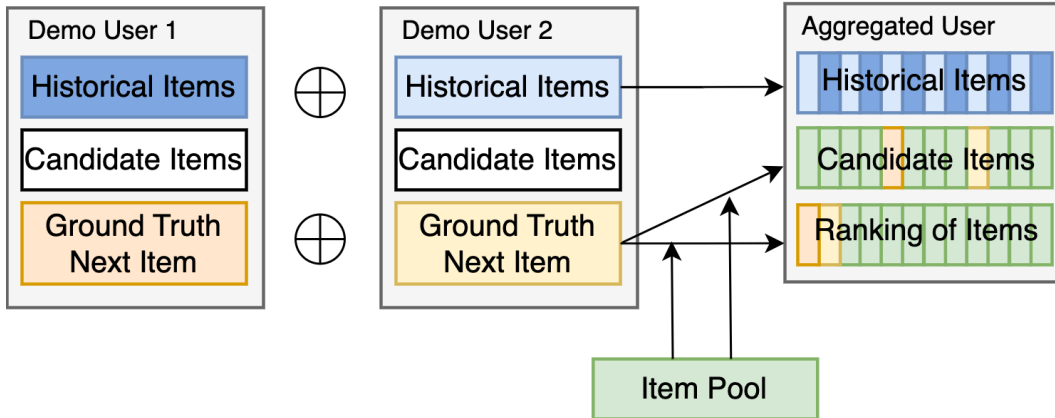 Demo User 1
Historical Items
Candidate Items
Ground Truth
Next Item
Demo User 2
Historical Items
Candidate Items
Ground Truth
Next Item
Aggregated User
Historical Items
Candidate Items
Ranking of Items
Item Pool